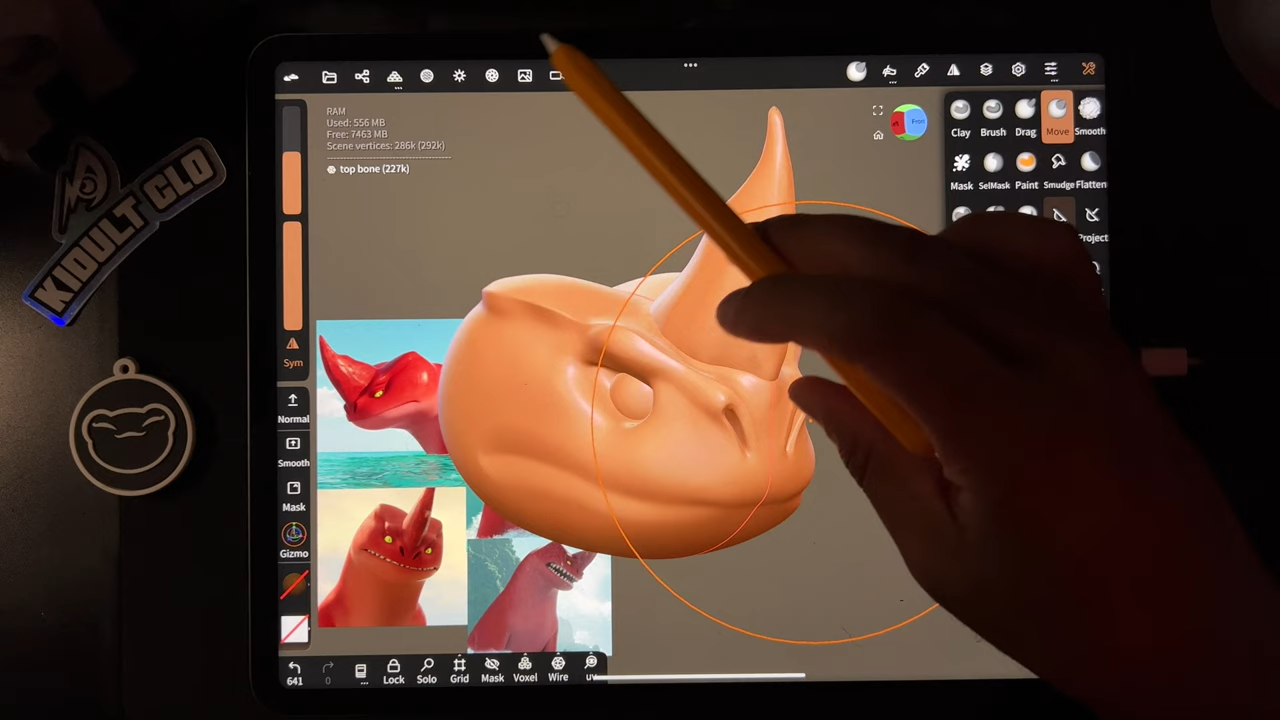 KIDULT CLO
RAM
Used: 556 MB
Free: 7463 MB
Scene vertices: 286k (292k)
top bone (227k)
Front
Clay
Brush
Drag
Move
Smooth
Mask
SelMask
Paint
Smudge
Flatten
Project
Sym
Normal
Smooth
Mask
Gizmo
641
0
Lock
Solo
Grid
Mask
Voxel
Wire
uv